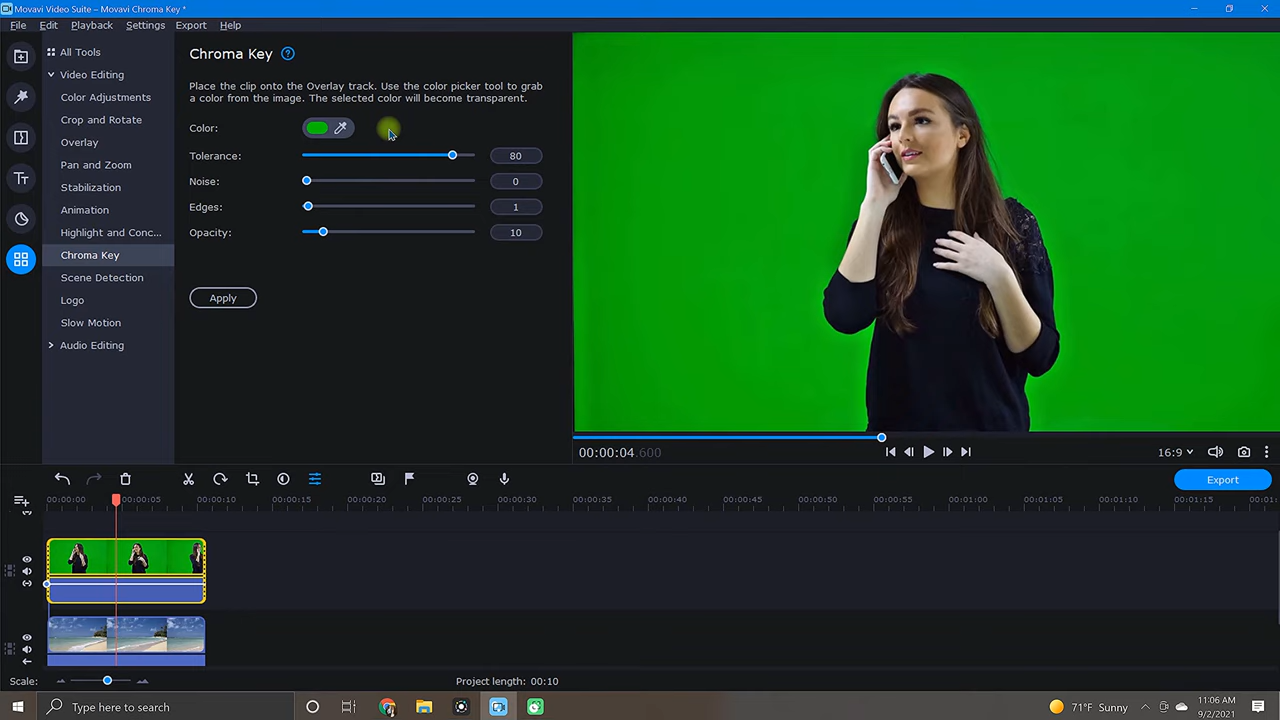 Movavi Video Suite – Movavi Chroma Key *
File Edit Playback Settings Export Help
All Tools
Video Editing
Color Adjustments
Crop and Rotate
Overlay
Pan and Zoom
Stabilization
Animation
Highlight and Conc...
Chroma Key
Scene Detection
Logo
Slow Motion
Audio Editing
Chroma Key ?
Place the clip onto the Overlay track. Use the color picker tool to grab
a color from the image. The selected color will become transparent.
Color:
Tolerance: 80
Noise: 0
Edges: 1
Opacity: 10
Apply
00:00:04.600
16:9
Export
00:00:00 00:00:05 00:00:10 00:00:15 00:00:20 00:00:25 00:00:30 00:00:35 00:00:40 00:00:45 00:00:50 00:00:55 00:01:00 00:01:05 00:01:10 00:01:15 00:01:
Scale:
Project length: 00:10
Type here to search
71°F Sunny
11:06 AM
9/2/2021